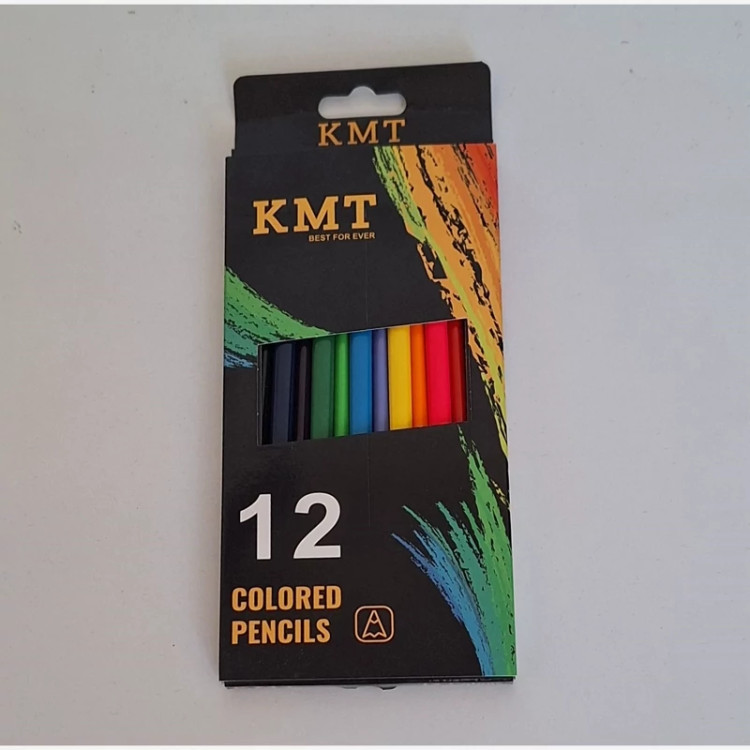 KMT
KMT
BEST FOR EVER
12
COLORED
PENCILS